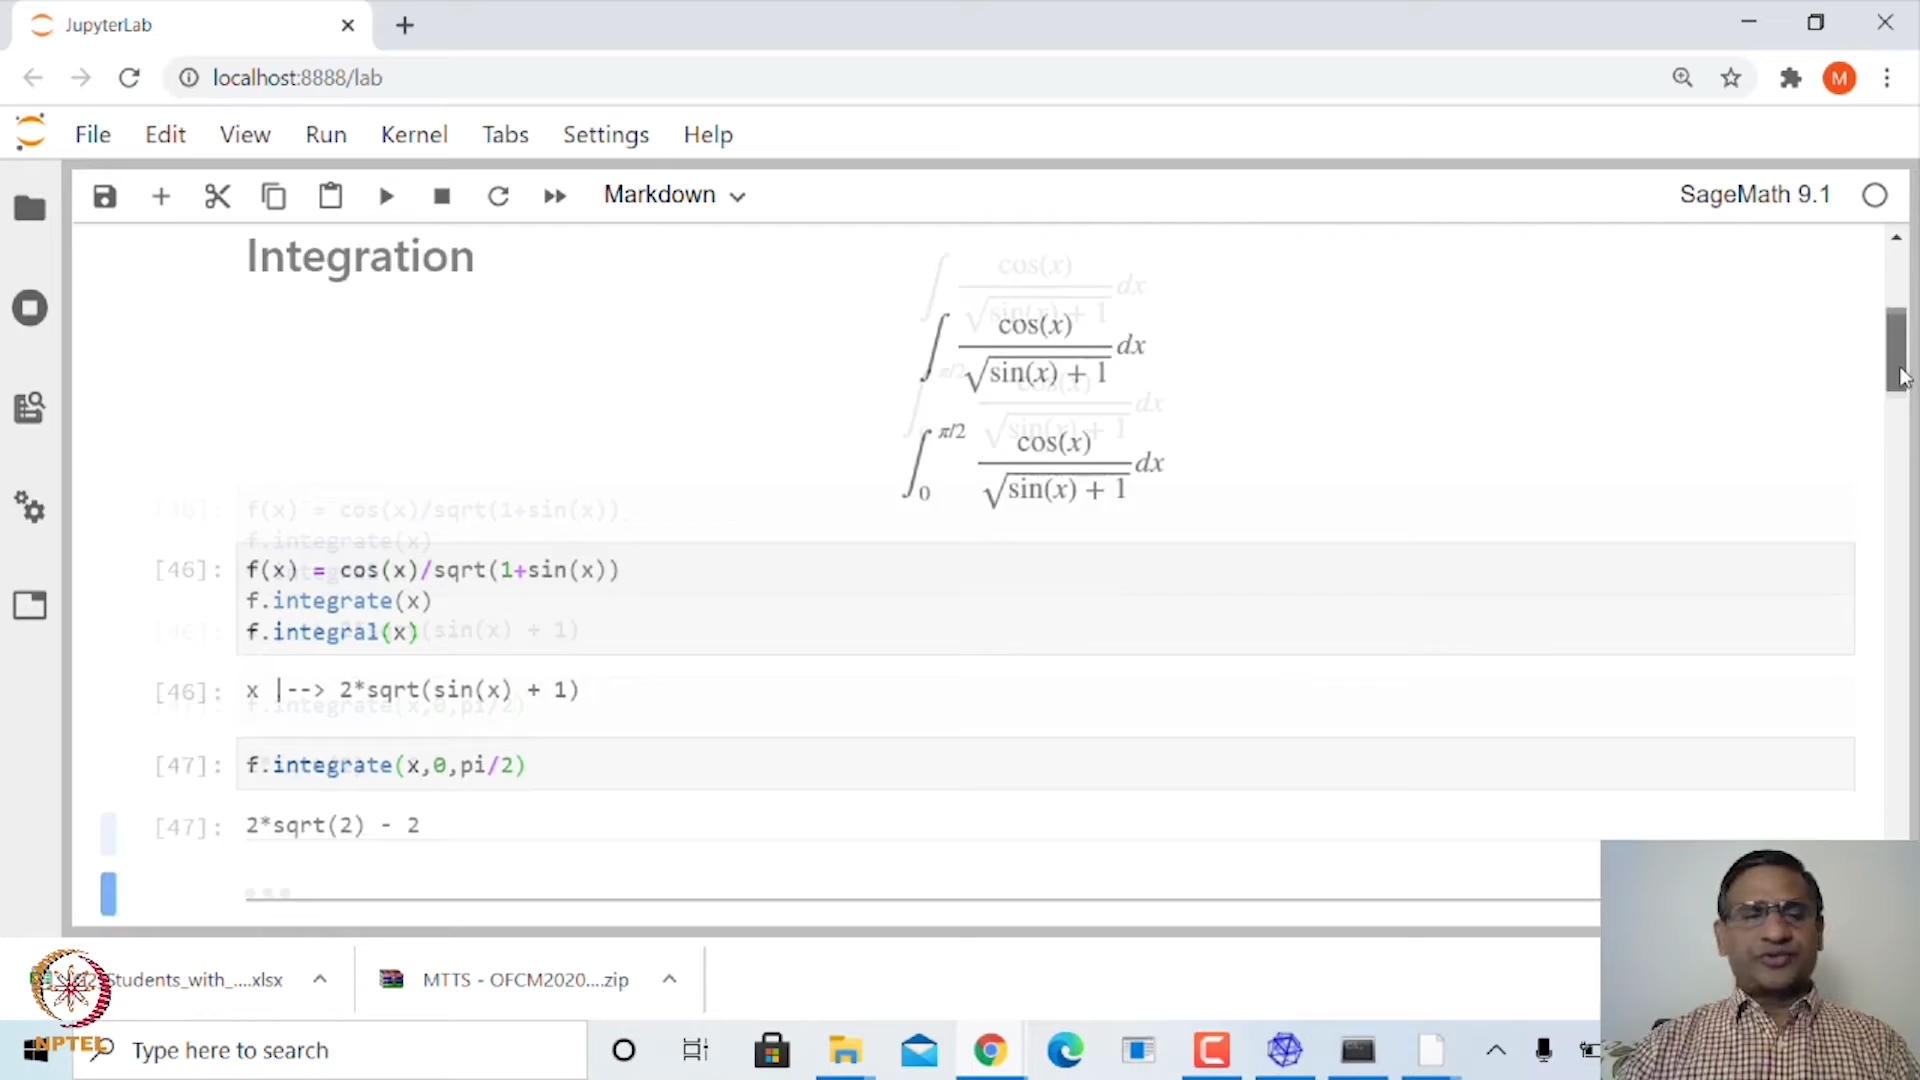 JupyterLab
localhost:8888/lab
M
File Edit View Run Kernel Tabs Settings Help
Markdown
SageMath 9.1
Integration
∫ cos(x)/√(sin(x) + 1) dx
∫₀^{π/2} cos(x)/√(sin(x) + 1) dx
[46]: f(x) = cos(x)/sqrt(1+sin(x))
f.integrate(x)
f.integral(x)
[46]: x |--> 2*sqrt(sin(x) + 1)
[47]: f.integrate(x,0,pi/2)
[47]: 2*sqrt(2) - 2
Students_with_....xlsx
MTTS - OFCM2020....zip
NPTEL
Type here to search